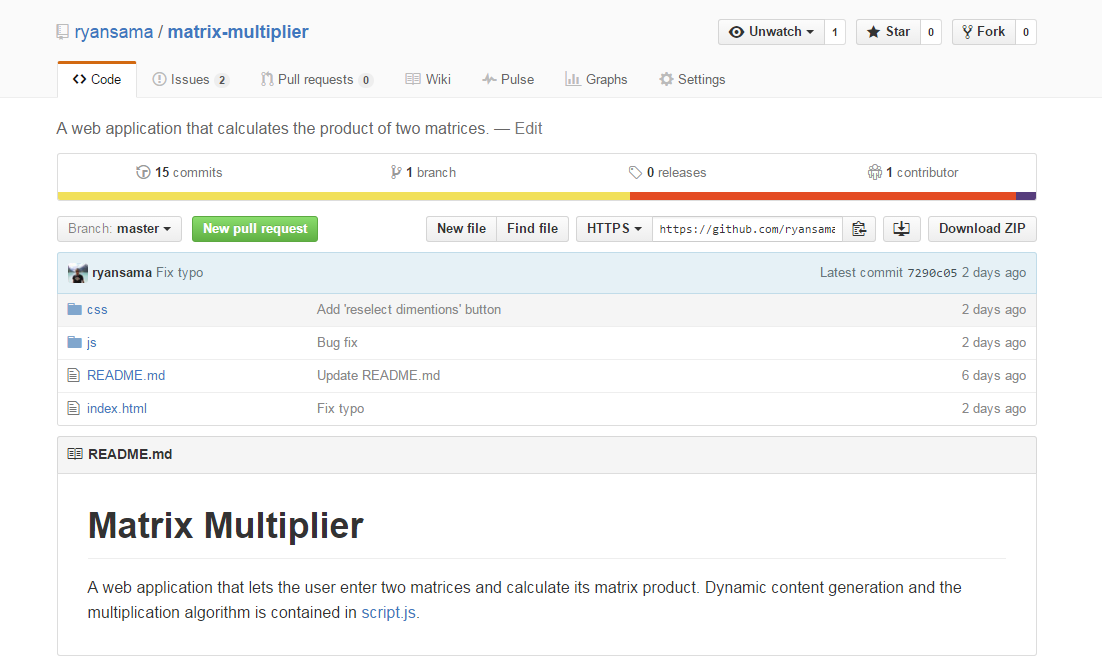 ryansama / matrix-multiplier
Unwatch 1 Star 0 Fork 0
Code Issues 2 Pull requests 0 Wiki Pulse Graphs Settings
A web application that calculates the product of two matrices. — Edit
15 commits 1 branch 0 releases 1 contributor
Branch: master New pull request New file Find file HTTPS https://github.com/ryansama Download ZIP
ryansama Fix typo Latest commit 7290c05 2 days ago
css Add 'reselect dimentions' button 2 days ago
js Bug fix 2 days ago
README.md Update README.md 6 days ago
index.html Fix typo 2 days ago
README.md
Matrix Multiplier
A web application that lets the user enter two matrices and calculate its matrix product. Dynamic content generation and the
multiplication algorithm is contained in script.js.